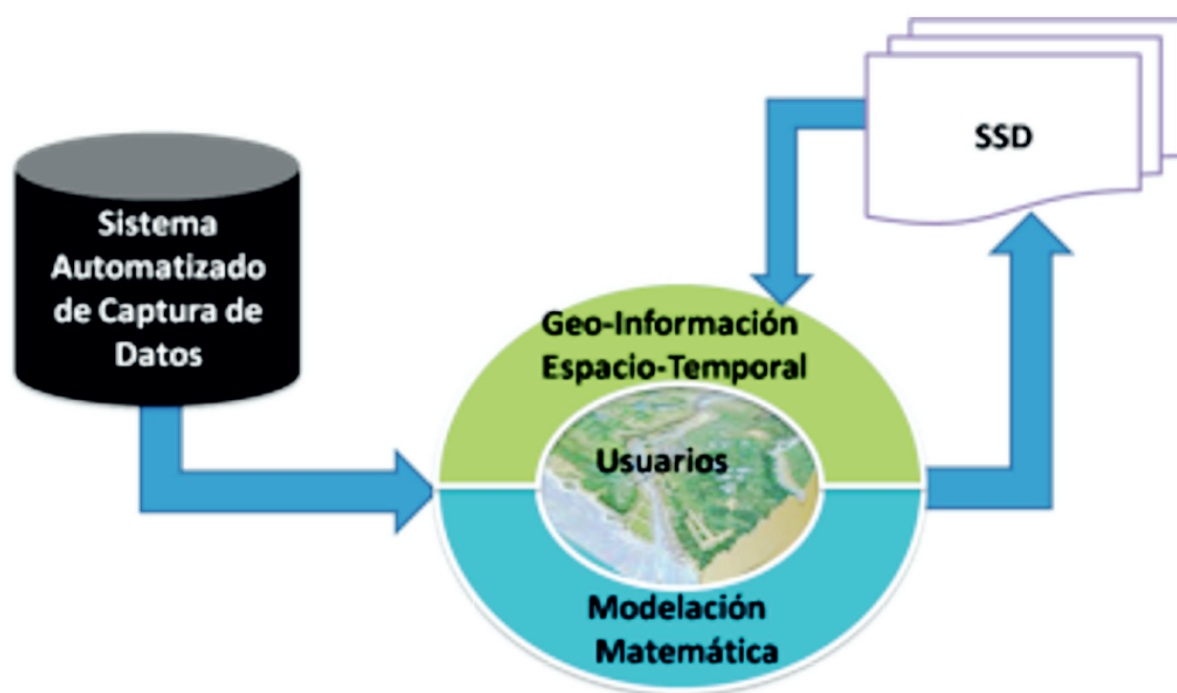 SSD
Sistema
Automatizado
de Captura de
Datos
Geo-Información
Espacio-Temporal
Usuarios
Modelación
Matemática